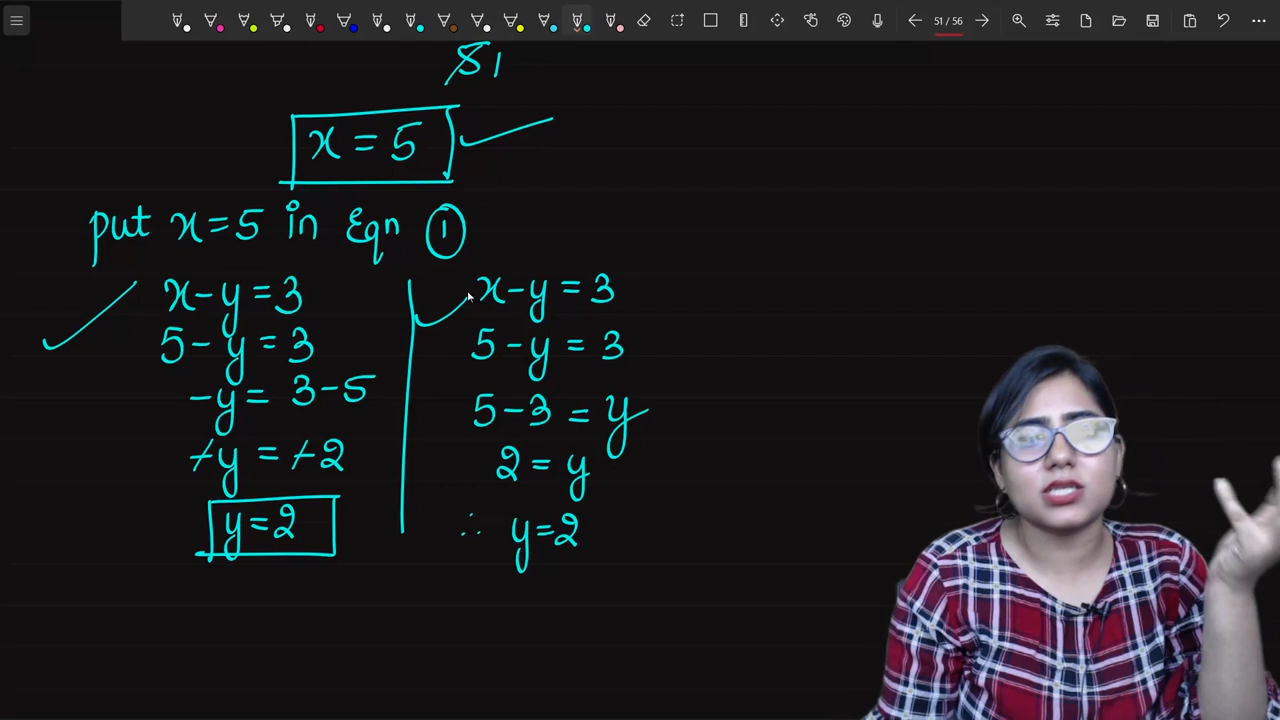 51 / 56
81
x = 5
put x=5 in Eqn ①
x-y=3
5-y=3
-y= 3-5
-y = -2
y=2
x-y=3
5-y=3
5-3=y
2=y
∴ y=2